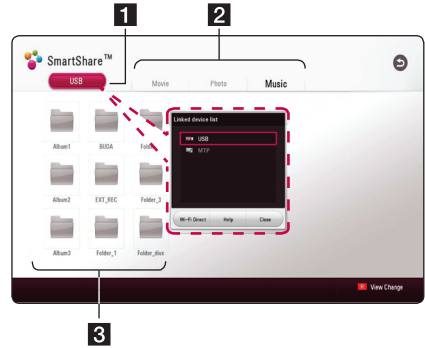 1
2
SmartShare™
USB
Movie
Photo
Music
Linked device list
USB
MTP
Wi-Fi Direct
Help
Close
Album1
BUDA
Album2
EXT_REC
Folder_3
Album3
Folder_1
Folder_divx
View Change
3